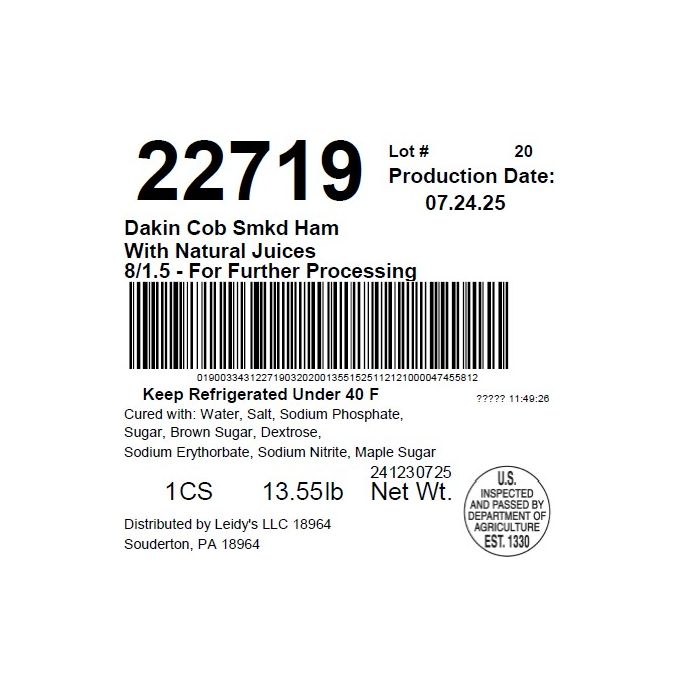 22719
Lot # 20
Production Date:
07.24.25
Dakin Cob Smkd Ham
With Natural Juices
8/1.5 - For Further Processing
019003343122719032020013551525112121000047455812
Keep Refrigerated Under 40 F
????? 11:49:26
Cured with: Water, Salt, Sodium Phosphate,
Sugar, Brown Sugar, Dextrose,
Sodium Erythorbate, Sodium Nitrite, Maple Sugar
241230725
1CS 13.55lb Net Wt.
Distributed by Leidy's LLC 18964
Souderton, PA 18964
U.S.
INSPECTED
AND PASSED BY
DEPARTMENT OF
AGRICULTURE
EST. 1330